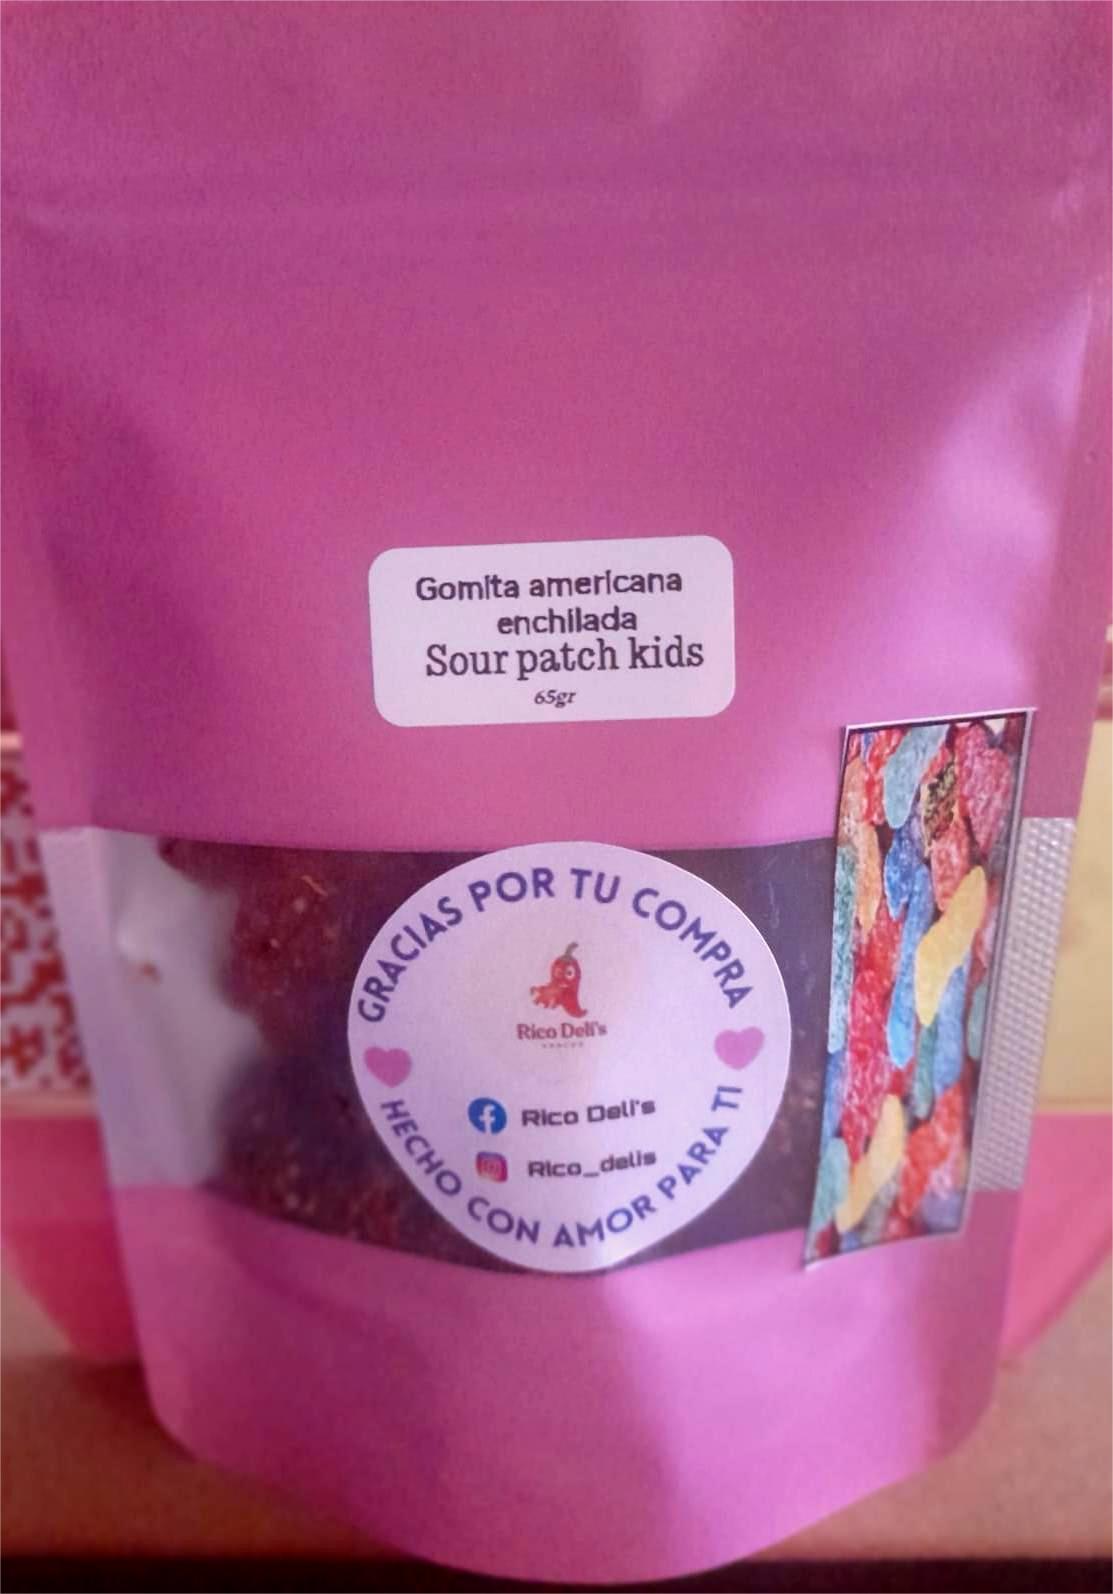 Gomita americana
enchilada
Sour patch kids
65gr
GRACIAS POR TU COMPRA
Rico Deli's
Rico Deli's
Rico_delis
HECHO CON AMOR PARA TI